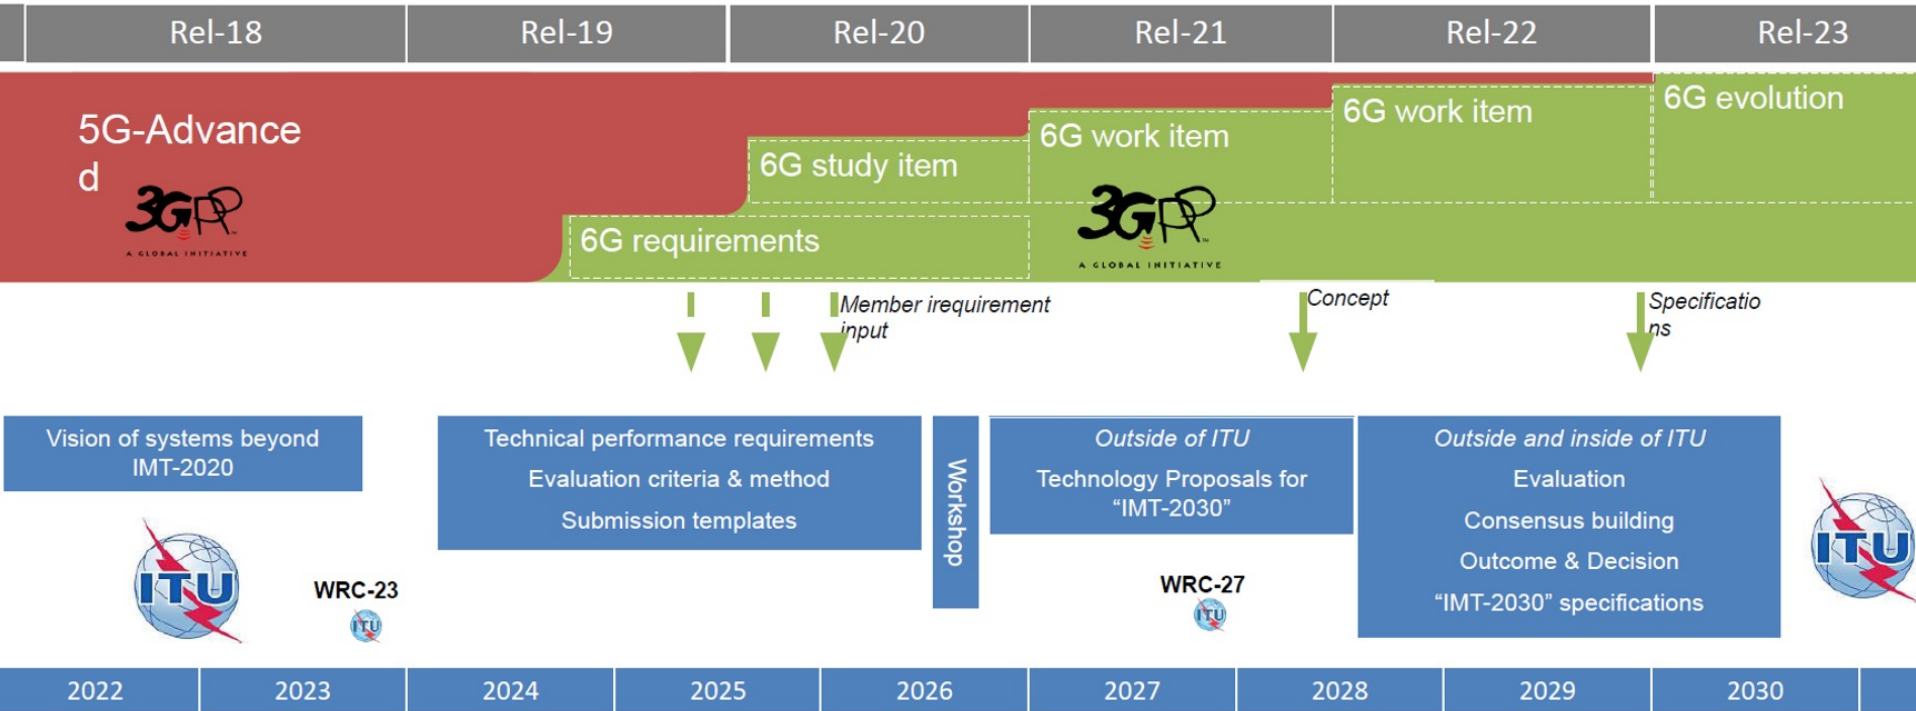 Rel-18 Rel-19 Rel-20 Rel-21 Rel-22 Rel-23
5G-Advance
d
3GPP
A GLOBAL INITIATIVE
6G requirements
6G study item
6G work item
3GPP
™
A GLOBAL INITIATIVE
6G work item
6G evolution
Member irequirement
input
Concept
Specificatio
ns
Vision of systems beyond
IMT-2020
ITU
WRC-23
ITU
Technical performance requirements
Evaluation criteria & method
Submission templates
Workshop
Outside of ITU
Technology Proposals for
“IMT-2030”
WRC-27
ITU
Outside and inside of ITU
Evaluation
Consensus building
Outcome & Decision
“IMT-2030” specifications
ITU
2022 2023 2024 2025 2026 2027 2028 2029 2030